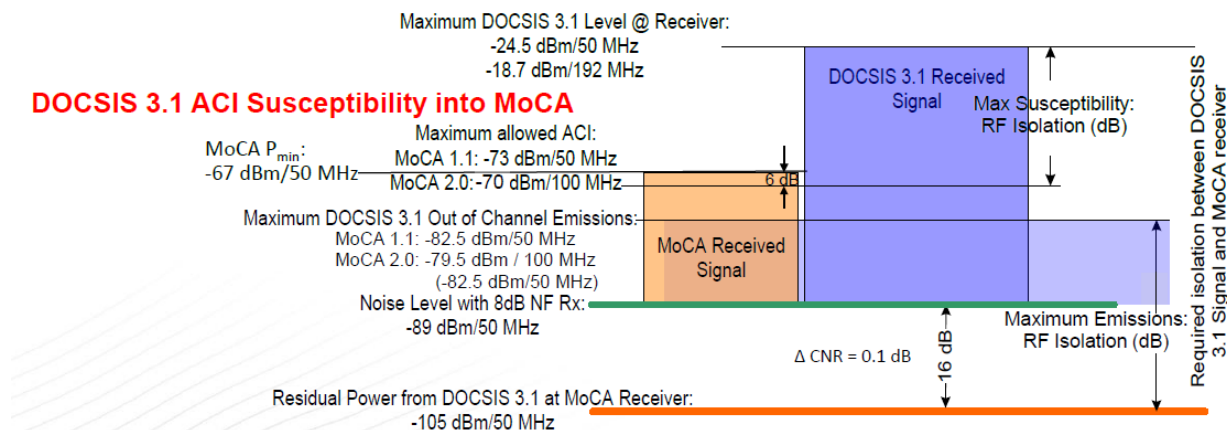 Maximum DOCSIS 3.1 Level @ Receiver:
-24.5 dBm/50 MHz
-18.7 dBm/192 MHz
DOCSIS 3.1 ACI Susceptibility into MoCA
DOCSIS 3.1 Received
Signal
Max Susceptibility:
RF Isolation (dB)
Maximum allowed ACI:
MoCA Pmin:
-67 dBm/50 MHz
MoCA 1.1: -73 dBm/50 MHz
MoCA 2.0:-70 dBm/100 MHz
6 dB
Maximum DOCSIS 3.1 Out of Channel Emissions:
MoCA 1.1: -82.5 dBm/50 MHz
MoCA 2.0: -79.5 dBm / 100 MHz
(-82.5 dBm/50 MHz)
MoCA Received
Signal
Noise Level with 8dB NF Rx:
-89 dBm/50 MHz
Maximum Emissions:
RF Isolation (dB)
Δ CNR = 0.1 dB
16 dB
Residual Power from DOCSIS 3.1 at MoCA Receiver:
-105 dBm/50 MHz
Required isolation between DOCSIS
3.1 Signal and MoCA receiver